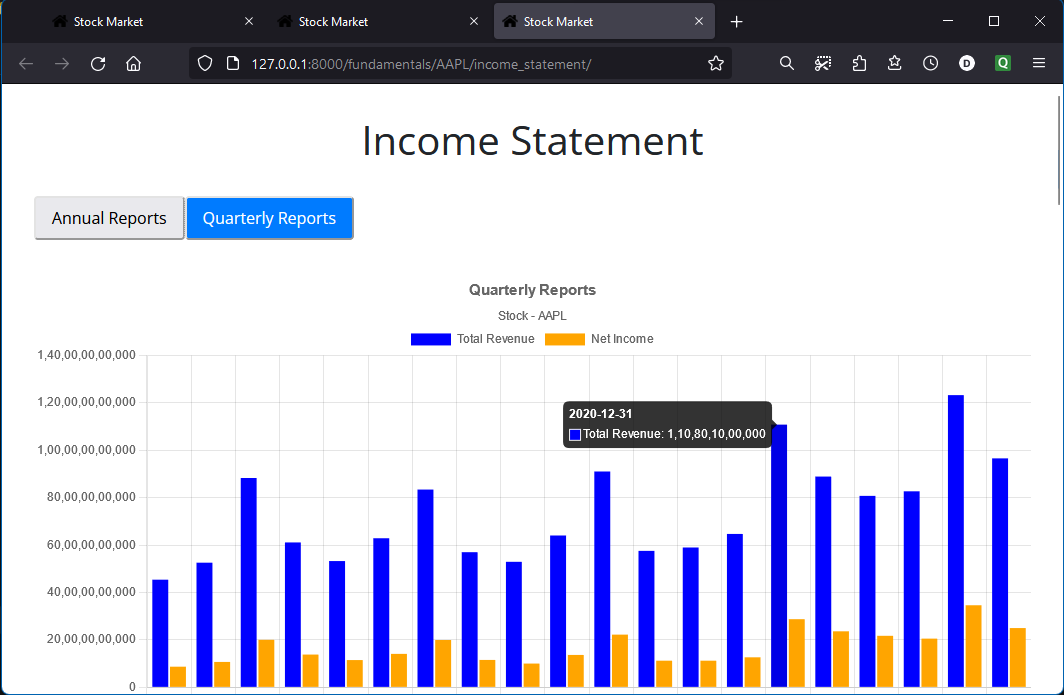 Stock Market Stock Market Stock Market
127.0.0.1:8000/fundamentals/AAPL/income_statement/
D
Q
Income Statement
Annual Reports Quarterly Reports
Quarterly Reports
Stock - AAPL
Total Revenue Net Income
1,40,00,00,00,000
1,20,00,00,00,000
2020-12-31
Total Revenue: 1,10,80,10,00,000
1,00,00,00,00,000
80,00,00,00,000
60,00,00,00,000
40,00,00,00,000
20,00,00,00,000
0